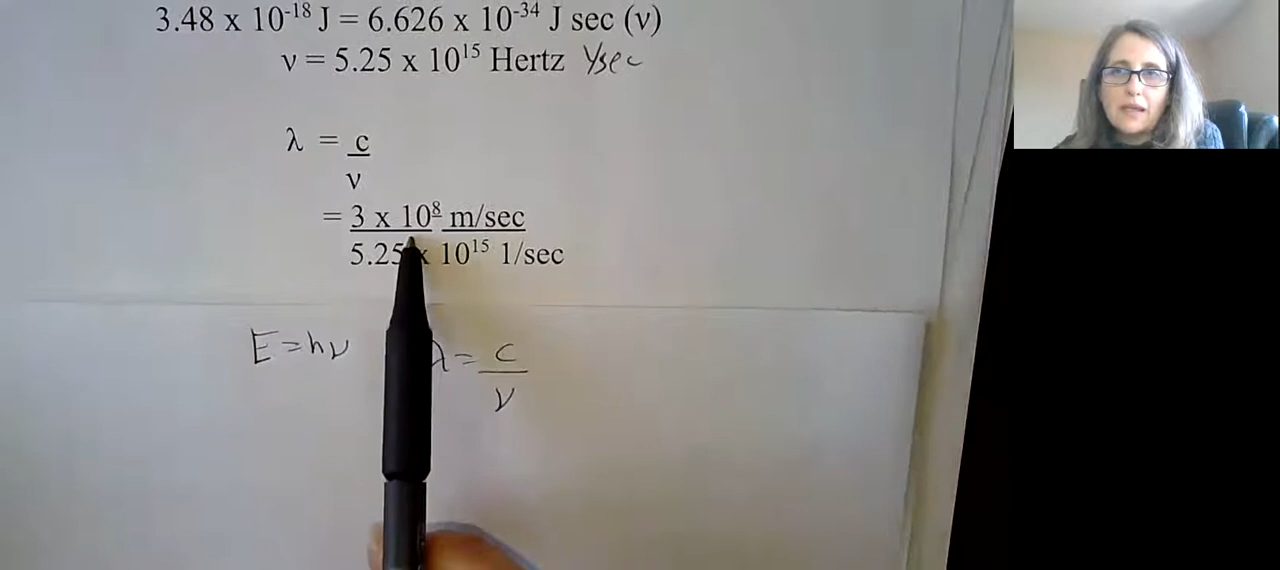 3.48 x 10⁻¹⁸ J = 6.626 x 10⁻³⁴ J sec (ν)
ν = 5.25 x 10¹⁵ Hertz 1/sec
λ = c
ν
= 3 x 10⁸ m/sec
5.25 x 10¹⁵ 1/sec
E=hν λ = c
ν